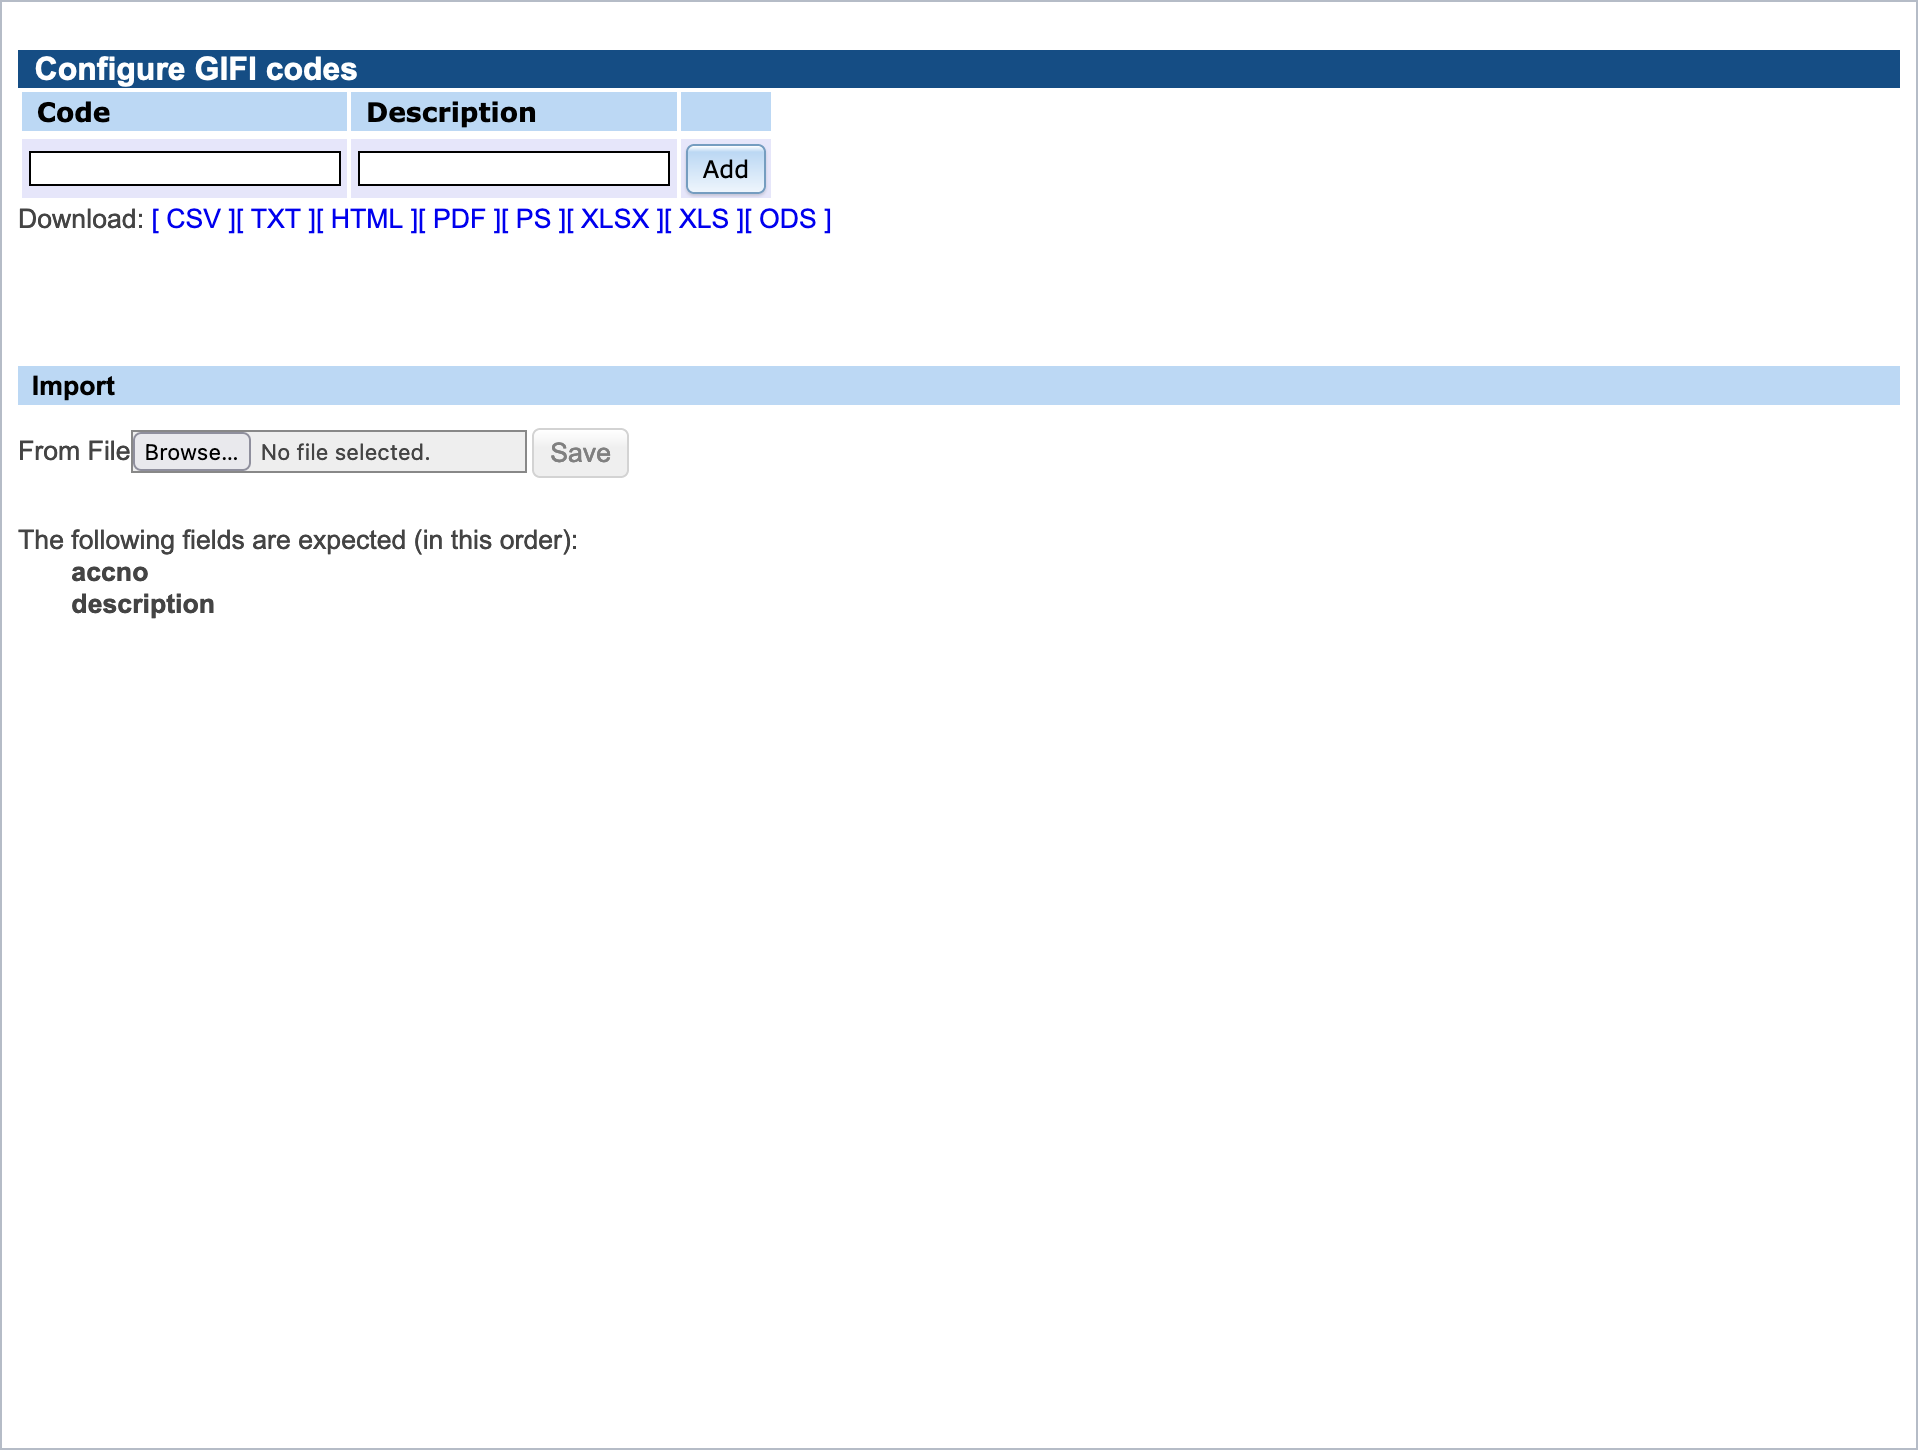 Configure GIFI codes
Code Description
Add
Download: [ CSV ][ TXT ][ HTML ][ PDF ][ PS ][ XLSX ][ XLS ][ ODS ]
Import
From File Browse... No file selected. Save
The following fields are expected (in this order):
accno
description